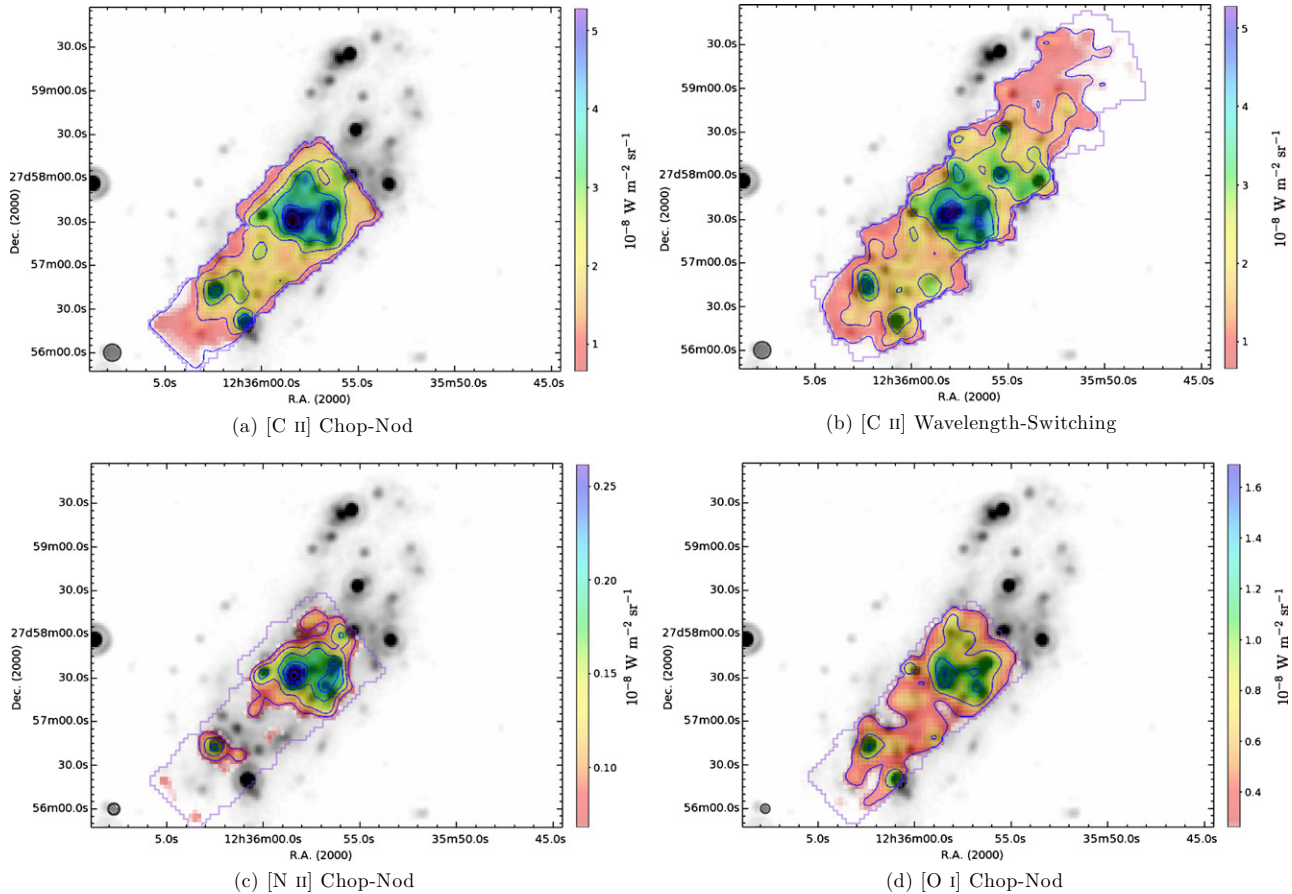 30.0s
59m00.0s
30.0s
27d58m00.0s
30.0s
57m00.0s
30.0s
56m00.0s
Dec. (2000)
5.0s 12h36m00.0s 55.0s 35m50.0s 45.0s
R.A. (2000)
5
4
3
2
1
10⁻⁸ W m⁻² sr⁻¹
(a) [C II] Chop-Nod
30.0s
59m00.0s
30.0s
27d58m00.0s
30.0s
57m00.0s
30.0s
56m00.0s
Dec. (2000)
5.0s 12h36m00.0s 55.0s 35m50.0s 45.0s
R.A. (2000)
5
4
3
2
1
10⁻⁸ W m⁻² sr⁻¹
(b) [C II] Wavelength-Switching
30.0s
59m00.0s
30.0s
27d58m00.0s
30.0s
57m00.0s
30.0s
56m00.0s
Dec. (2000)
5.0s 12h36m00.0s 55.0s 35m50.0s 45.0s
R.A. (2000)
0.25
0.20
0.15
0.10
10⁻⁸ W m⁻² sr⁻¹
(c) [N II] Chop-Nod
30.0s
59m00.0s
30.0s
27d58m00.0s
30.0s
57m00.0s
30.0s
56m00.0s
Dec. (2000)
5.0s 12h36m00.0s 55.0s 35m50.0s 45.0s
R.A. (2000)
1.6
1.4
1.2
1.0
0.8
0.6
0.4
10⁻⁸ W m⁻² sr⁻¹
(d) [O I] Chop-Nod